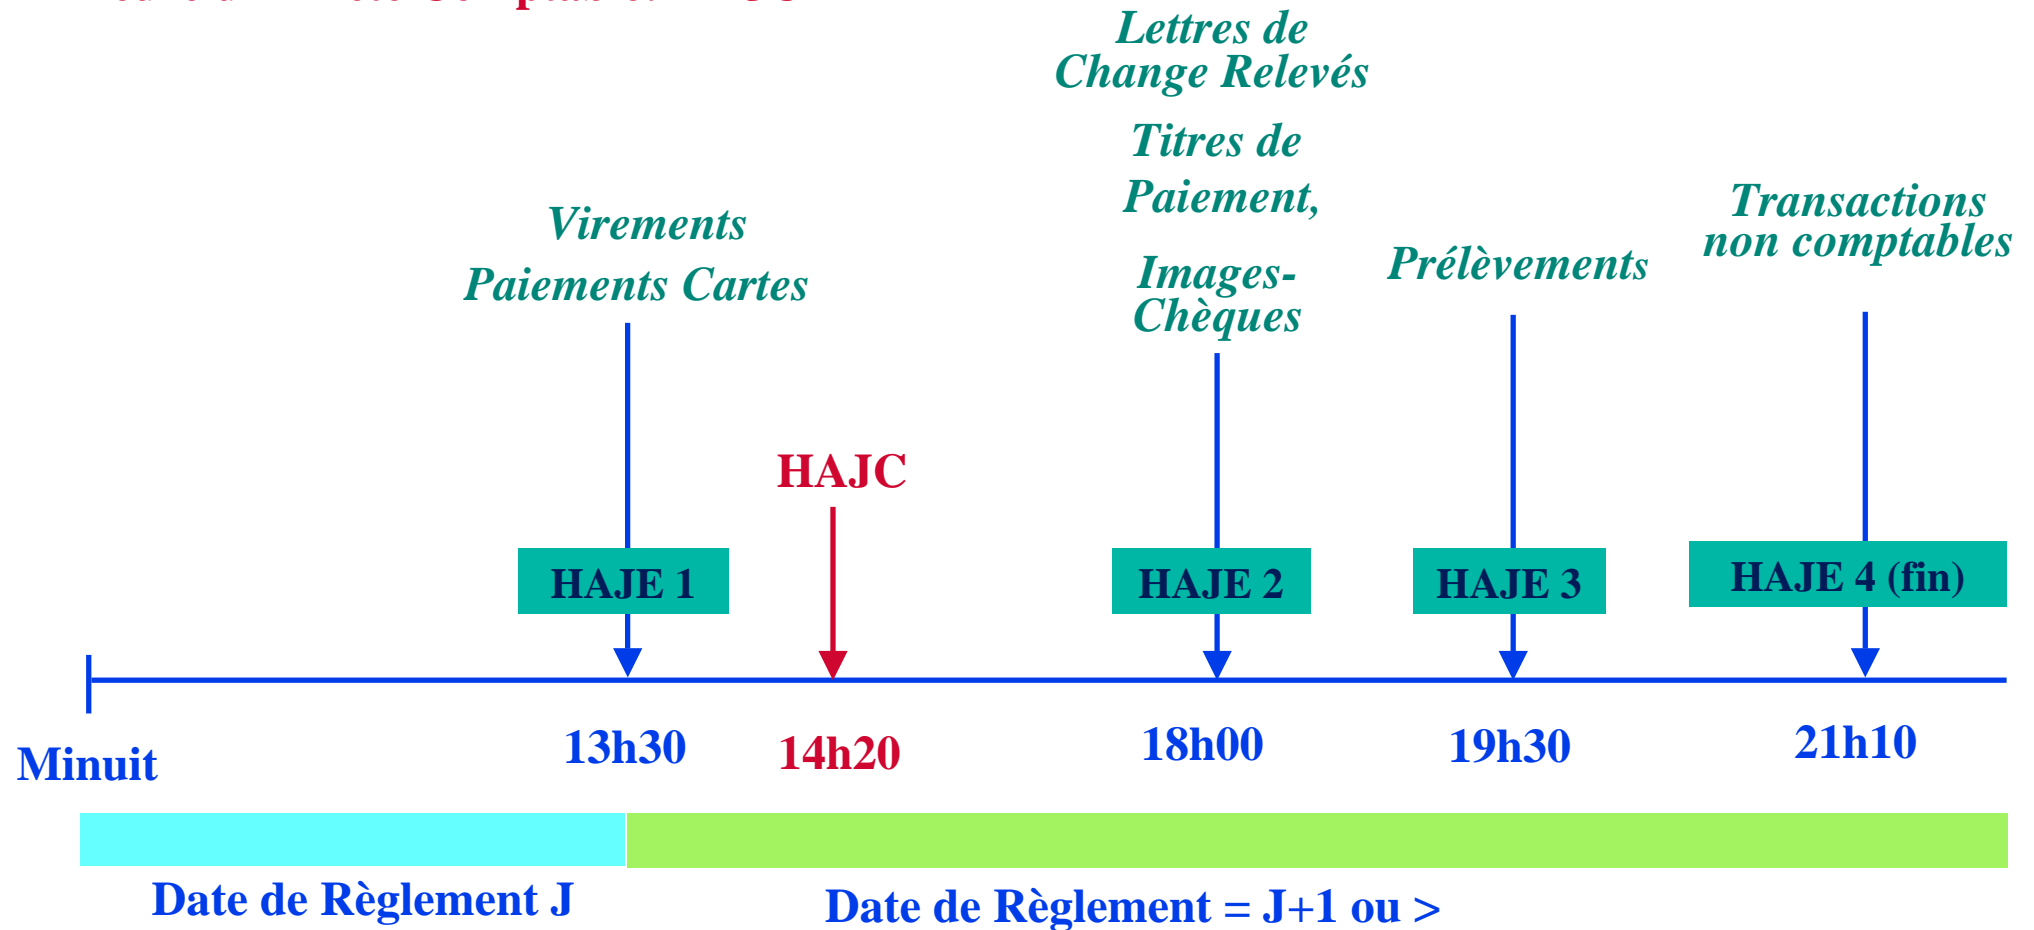 Lettres de
Change Relevés
Titres de
Paiement,
Images-
Chèques
Virements
Paiements Cartes
Prélèvements
Transactions
non comptables
HAJC
HAJE 1
HAJE 2
HAJE 3
HAJE 4 (fin)
Minuit
13h30
14h20
18h00
19h30
21h10
Date de Règlement J
Date de Règlement = J+1 ou >